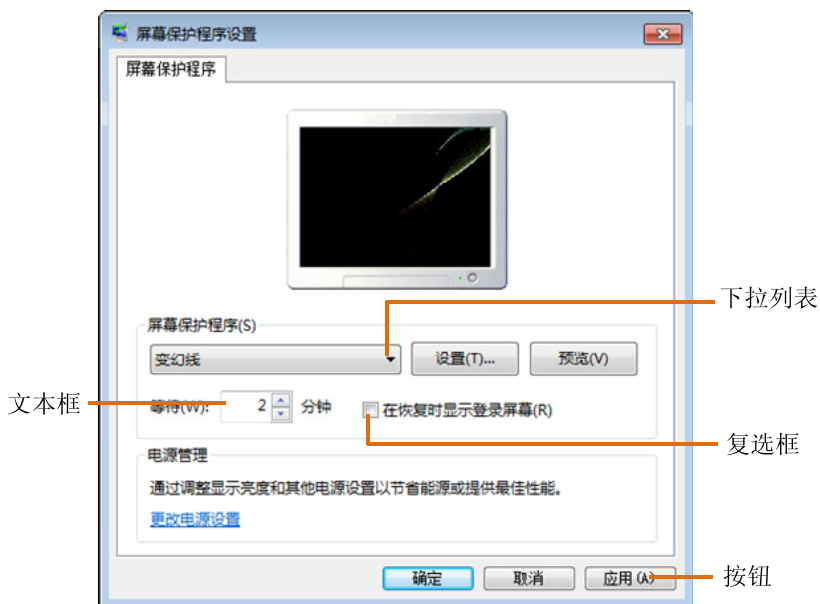 屏幕保护程序设置
屏幕保护程序
下拉列表
屏幕保护程序(S)
变幻线
设置(T)...
预览(V)
文本框
等待(W):
2
分钟
在恢复时显示登录屏幕(R)
复选框
电源管理
通过调整显示亮度和其他电源设置以节省能源或提供最佳性能。
更改电源设置
确定
取消
应用(A)
按钮